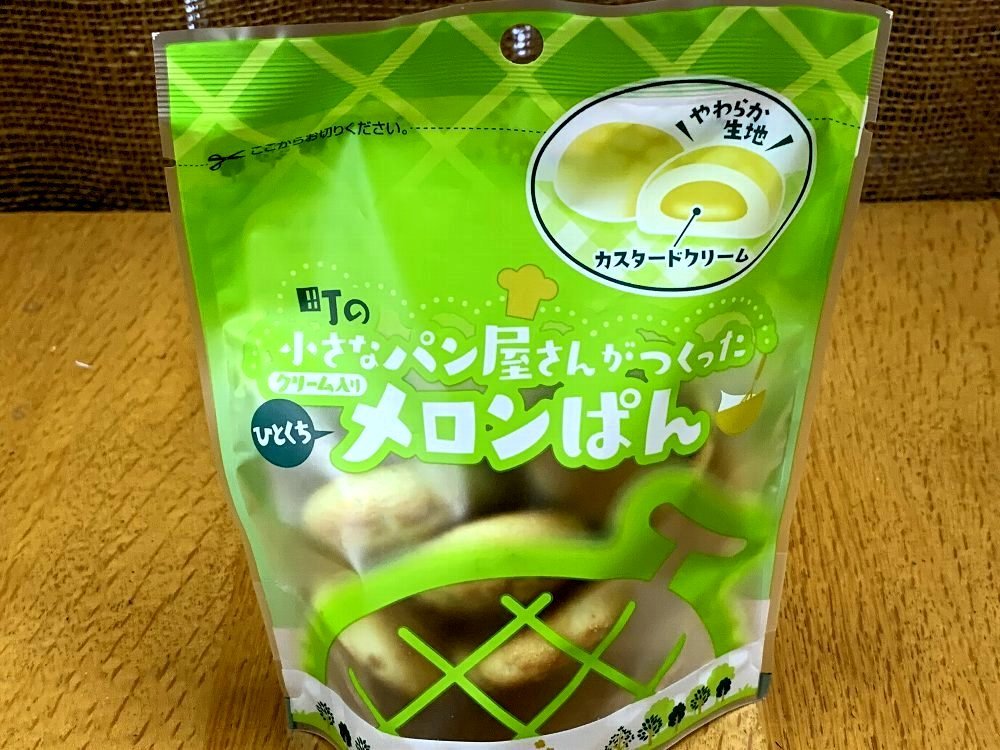 ここからお切りください。
やわらか
生地
カスタードクリーム
町の
小さなパン屋さんがつくった
クリーム入り
ひとくち
メロンぱん